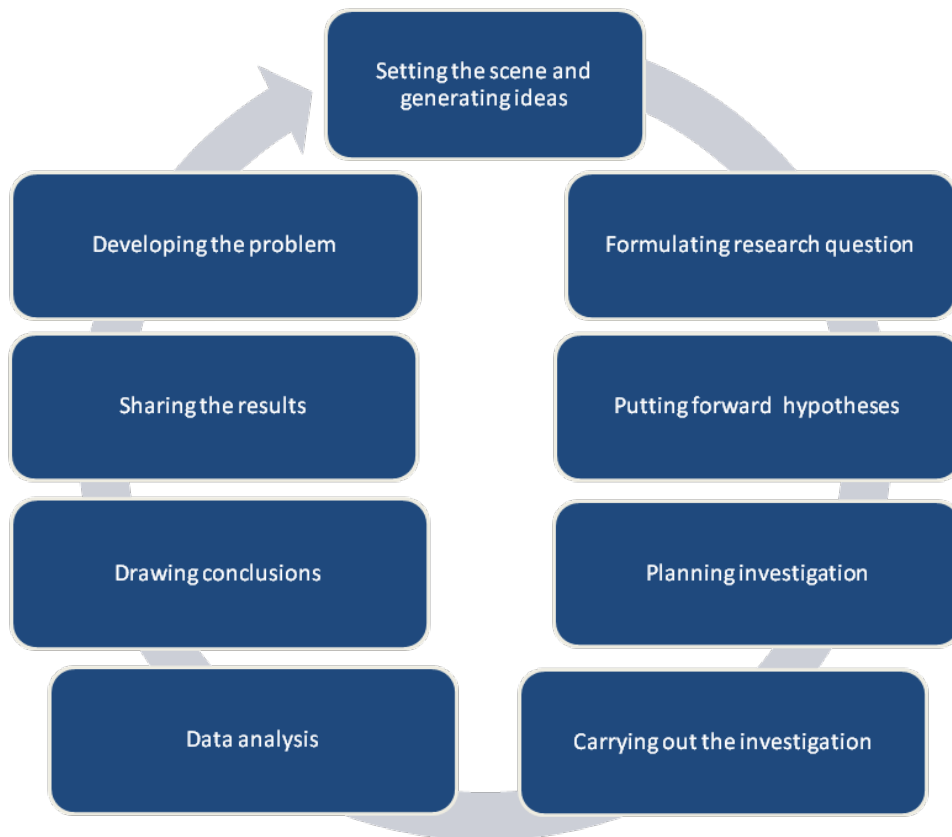 Setting the scene and
generating ideas
Formulating research question
Putting forward hypotheses
Planning investigation
Carrying out the investigation
Data analysis
Drawing conclusions
Sharing the results
Developing the problem